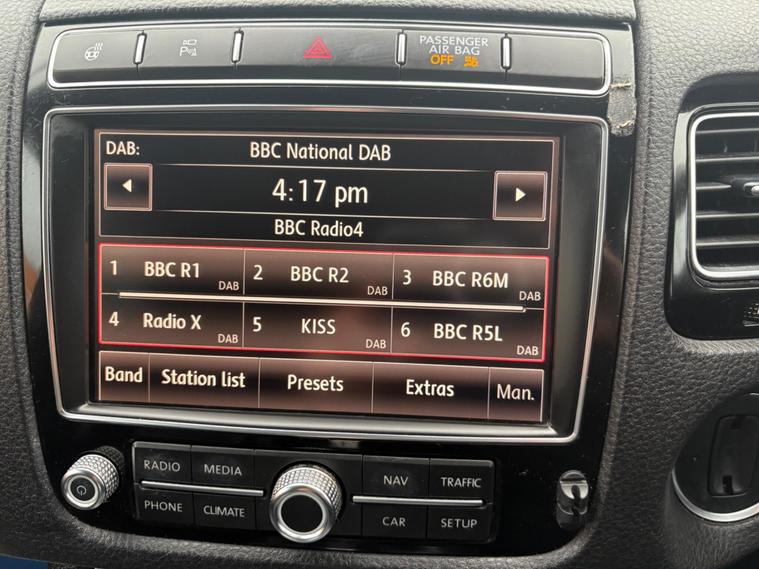 PASSENGER
AIR BAG
OFF
DAB: BBC National DAB
4:17 pm
BBC Radio4
1 BBC R1 DAB 2 BBC R2 DAB 3 BBC R6M DAB
4 Radio X DAB 5 KISS DAB 6 BBC R5L DAB
Band Station list Presets Extras Man.
RADIO MEDIA NAV TRAFFIC
PHONE CLIMATE CAR SETUP